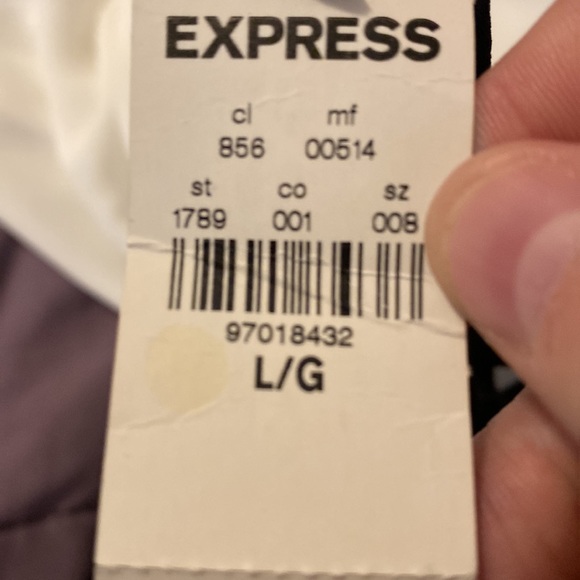 EXPRESS
cl mf
856 00514
st co sz
1789 001 008
97018432
L/G